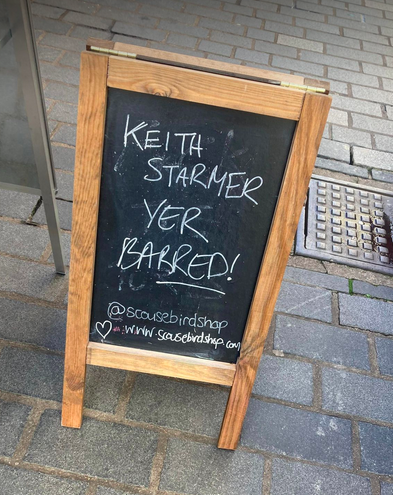 KEITH
STARMER
YER
BARRED!
@scousebirdshop
www.scousebirdshop.com